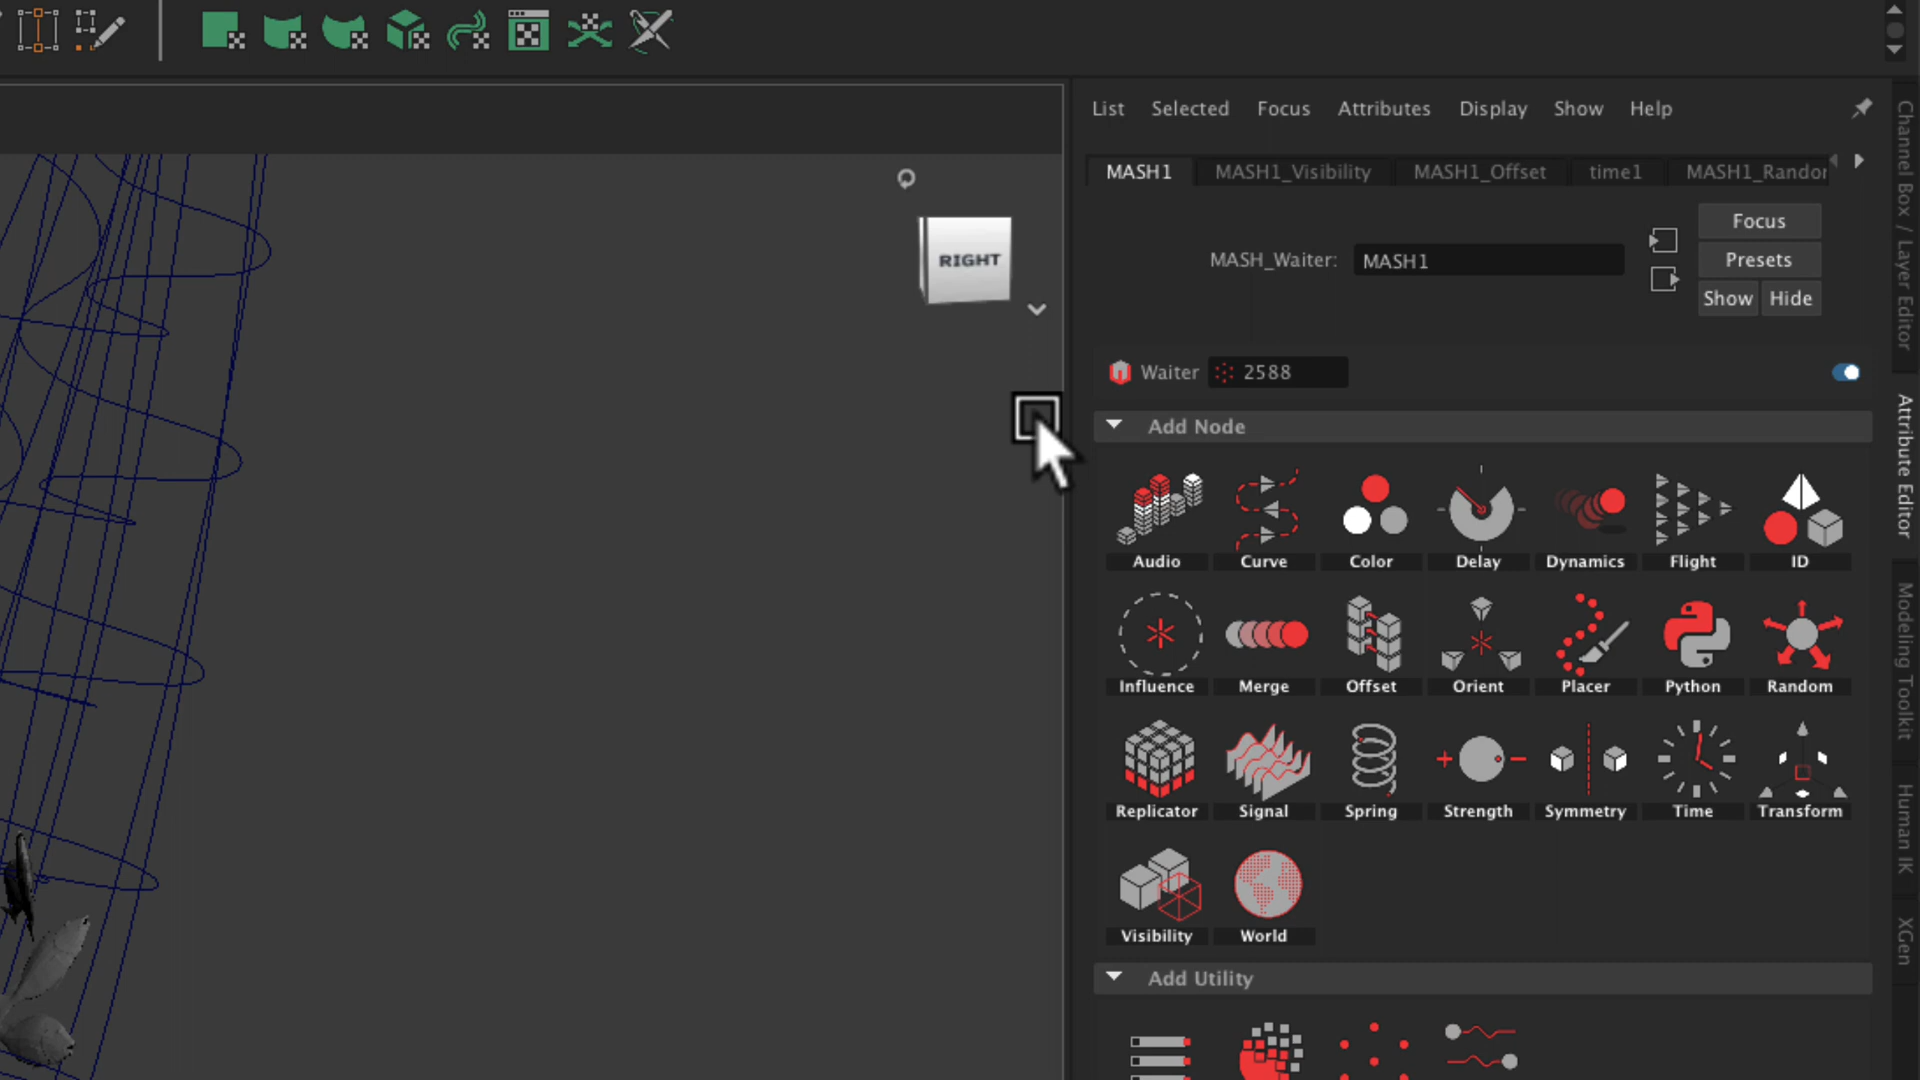 List Selected Focus Attributes Display Show Help
MASH1 MASH1_Visibility MASH1_Offset time1 MASH1_Randor
Focus
MASH_Waiter: MASH1
Presets
Show Hide
RIGHT
Waiter 2588
Add Node
Audio Curve Color Delay Dynamics Flight ID
Influence Merge Offset Orient Placer Python Random
Replicator Signal Spring Strength Symmetry Time Transform
Visibility World
Add Utility
Channel Box / Layer Editor
Attribute Editor
Modeling Toolkit
Human IK
XGen